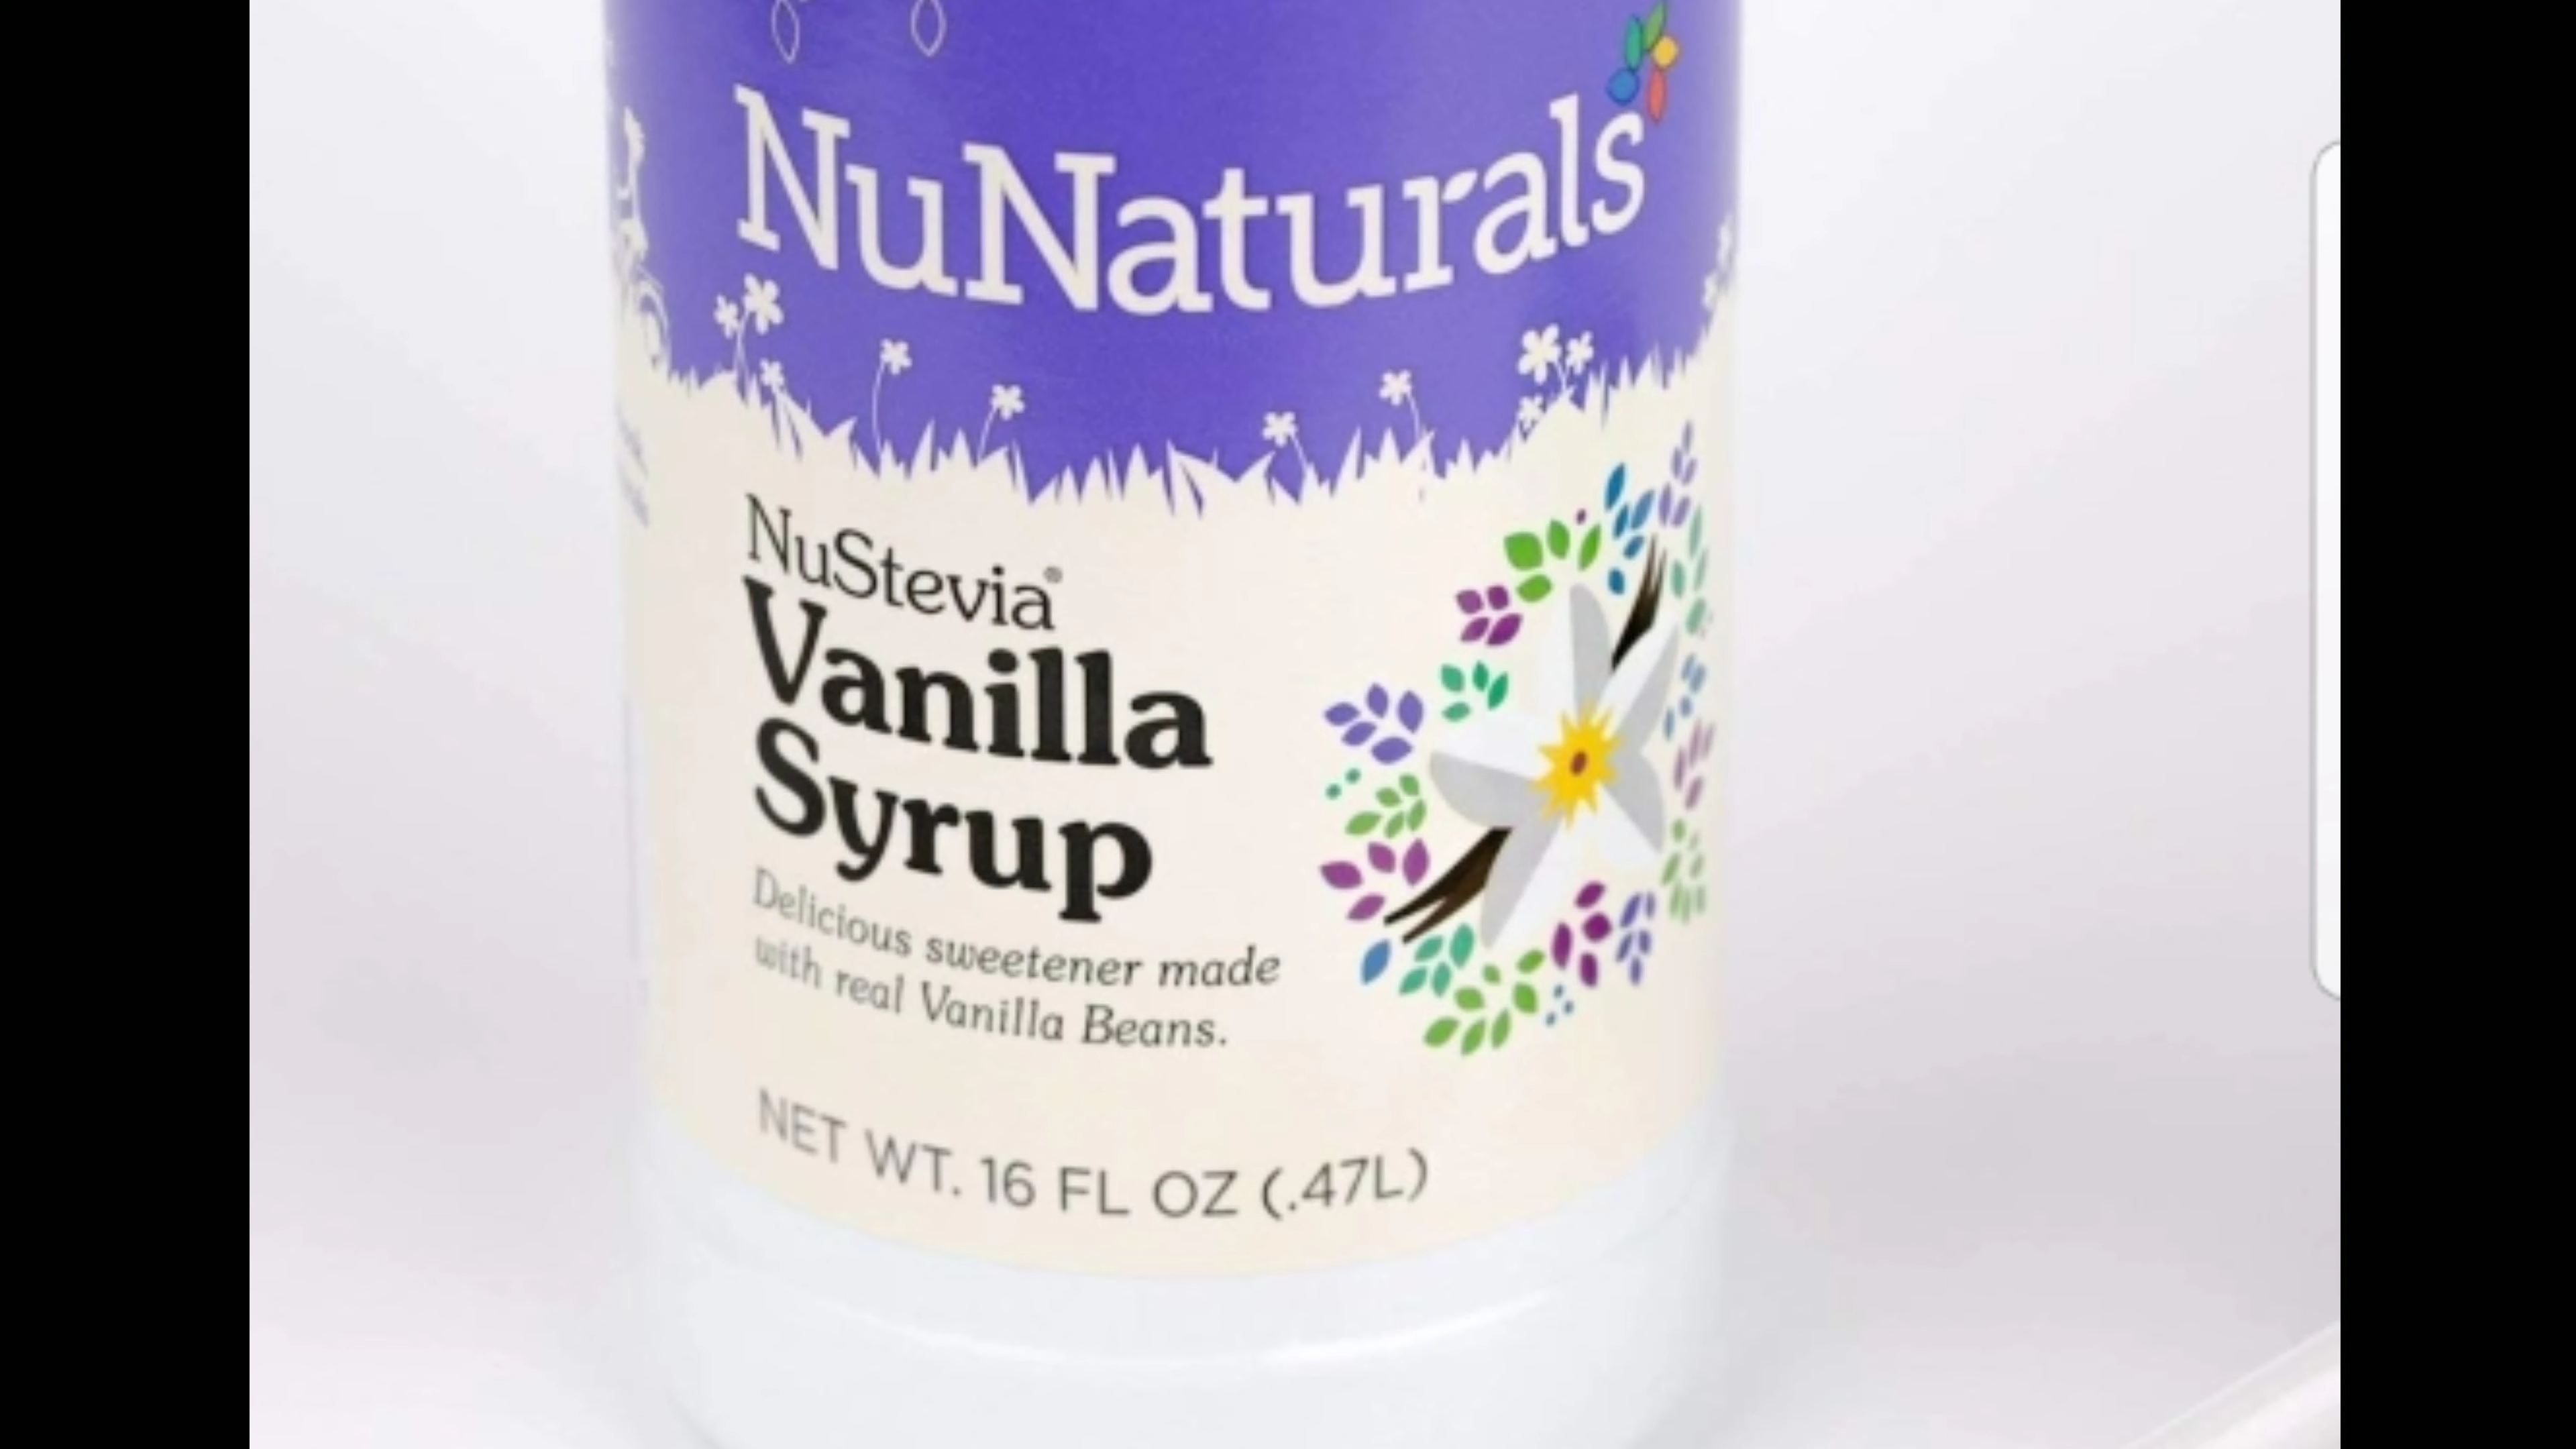 NuNaturals
NuStevia®
Vanilla
Syrup
Delicious sweetener made
with real Vanilla Beans.
NET WT. 16 FL OZ (.47L)